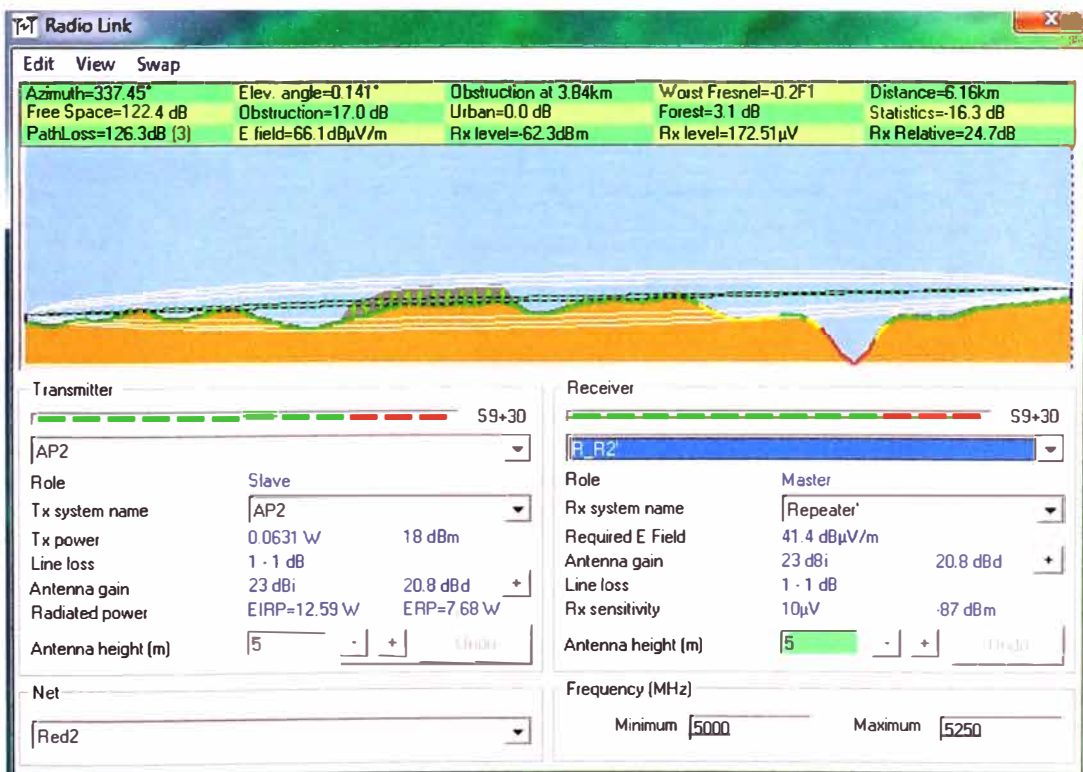 Radio Link
Edit View Swap
Azimuth=337.45° Elev. angle=0.141° Obstruction at 3.84km Worst Fresnel=-0.2F1 Distance=6.16km
Free Space=122.4 dB Obstruction=17.0 dB Urban=0.0 dB Forest=3.1 dB Statistics=-16.3 dB
PathLoss=126.3dB (3) E field=66.1dBµV/m Rx level=-62.3dBm Rx level=172.51µV Rx Relative=24.7dB
Transmitter Receiver
S9+30 S9+30
AP2 R_R2'
Role Slave Role Master
Tx system name AP2 Rx system name Repeater'
Tx power 0.0631 W 18 dBm Required E Field 41.4 dBµV/m
Line loss 1 - 1 dB Antenna gain 23 dBi 20.8 dBd +
Antenna gain 23 dBi 20.8 dBd + Line loss 1 - 1 dB
Radiated power EIRP=12.59 W ERP=7.68 W Rx sensitivity 10µV -87 dBm
Antenna height (m) 5 - + Undo Antenna height (m) 5 - + Undo
Net Frequency (MHz)
Red2 Minimum 5000 Maximum 5250